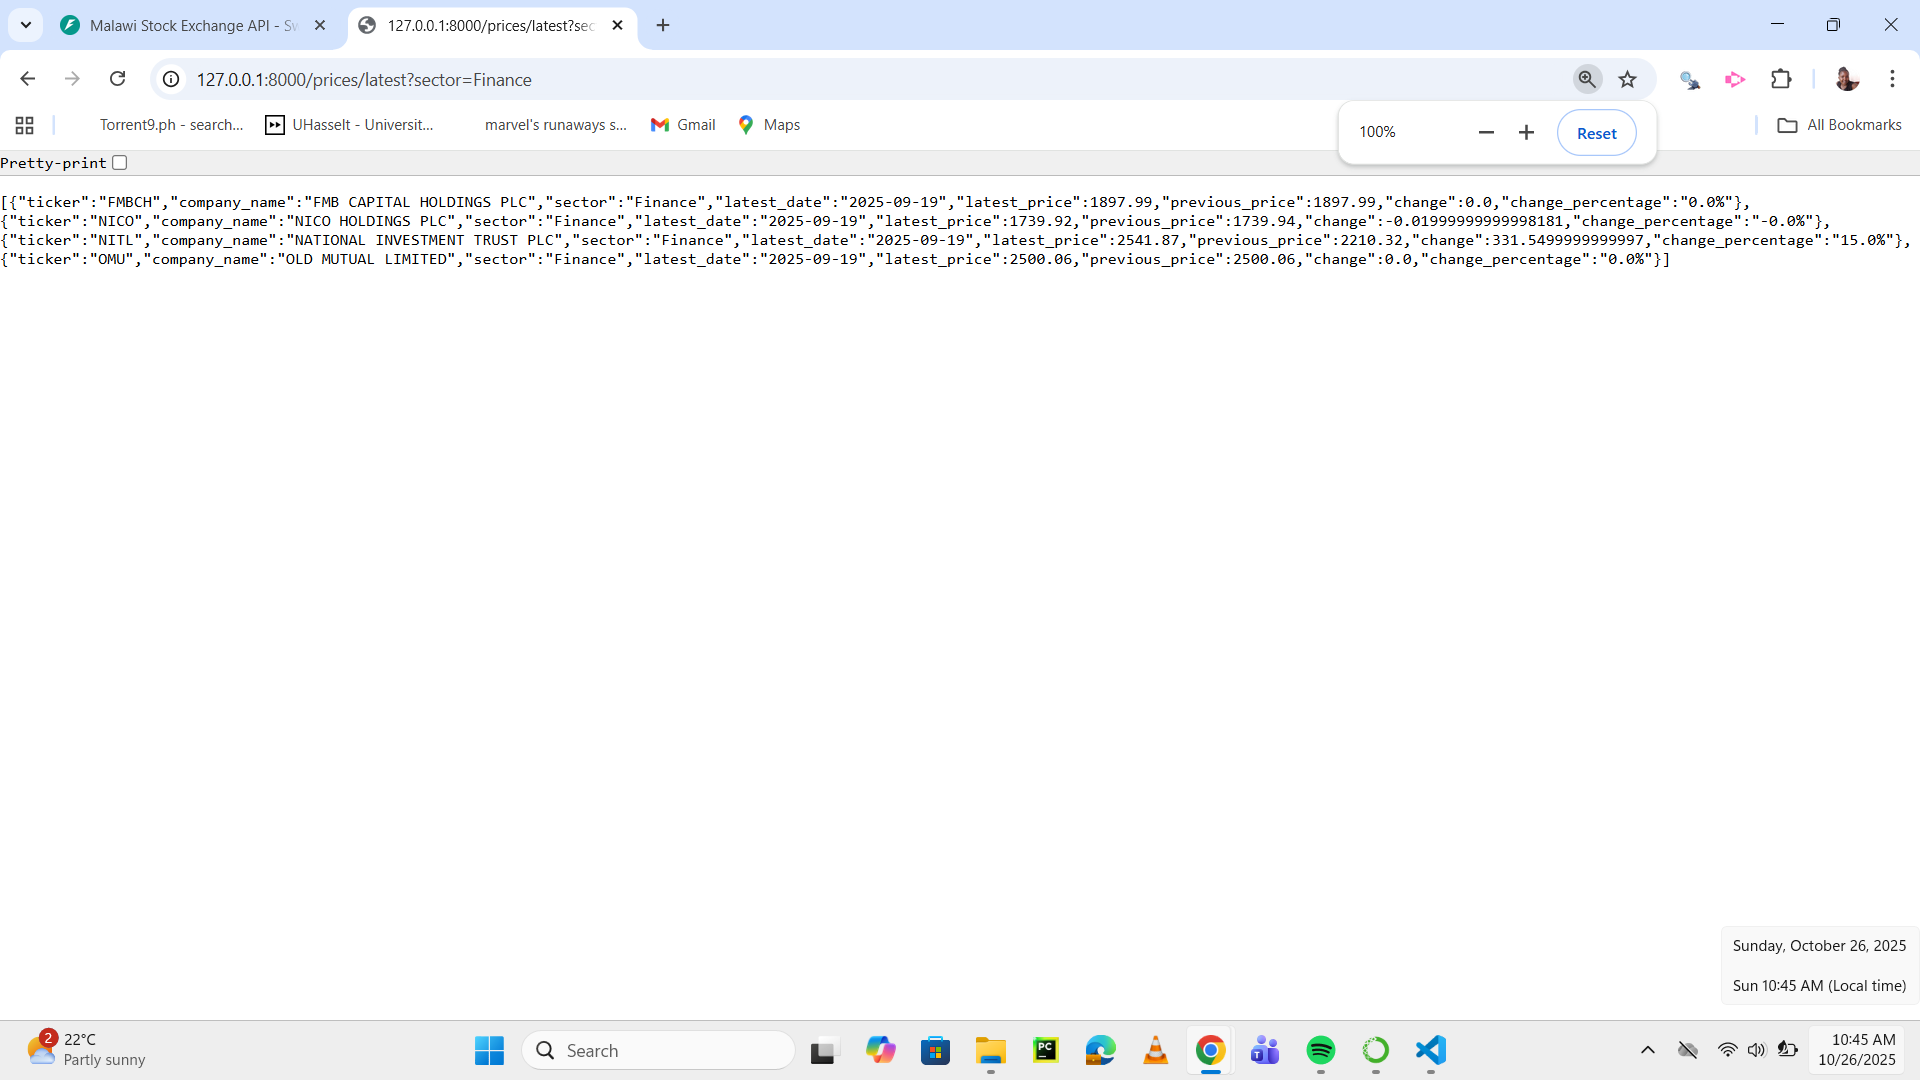 Malawi Stock Exchange API - Sw
127.0.0.1:8000/prices/latest?sec
127.0.0.1:8000/prices/latest?sector=Finance
Torrent9.ph - search...
UHasselt - Universit...
marvel's runaways s...
Gmail
Maps
100%
Reset
All Bookmarks
Pretty-print
[{"ticker":"FMBCH","company_name":"FMB CAPITAL HOLDINGS PLC","sector":"Finance","latest_date":"2025-09-19","latest_price":1897.99,"previous_price":1897.99,"change":0.0,"change_percentage":"0.0%"},
{"ticker":"NICO","company_name":"NICO HOLDINGS PLC","sector":"Finance","latest_date":"2025-09-19","latest_price":1739.92,"previous_price":1739.94,"change":-0.01999999999998181,"change_percentage":"-0.0%"},
{"ticker":"NITL","company_name":"NATIONAL INVESTMENT TRUST PLC","sector":"Finance","latest_date":"2025-09-19","latest_price":2541.87,"previous_price":2210.32,"change":331.5499999999997,"change_percentage":"15.0%"},
{"ticker":"OMU","company_name":"OLD MUTUAL LIMITED","sector":"Finance","latest_date":"2025-09-19","latest_price":2500.06,"previous_price":2500.06,"change":0.0,"change_percentage":"0.0%"}]
Sunday, October 26, 2025
Sun 10:45 AM (Local time)
2
22°C
Partly sunny
Search
PC
T
10:45 AM
10/26/2025